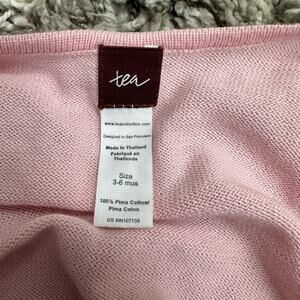 tea
www.teacollection.com
Designed in San Francisco
Made in Thailand
Fabriqué en
Thaïlande
Size
3-6 mos
100% Pima Cotton/
Pima Coton
US RN107708